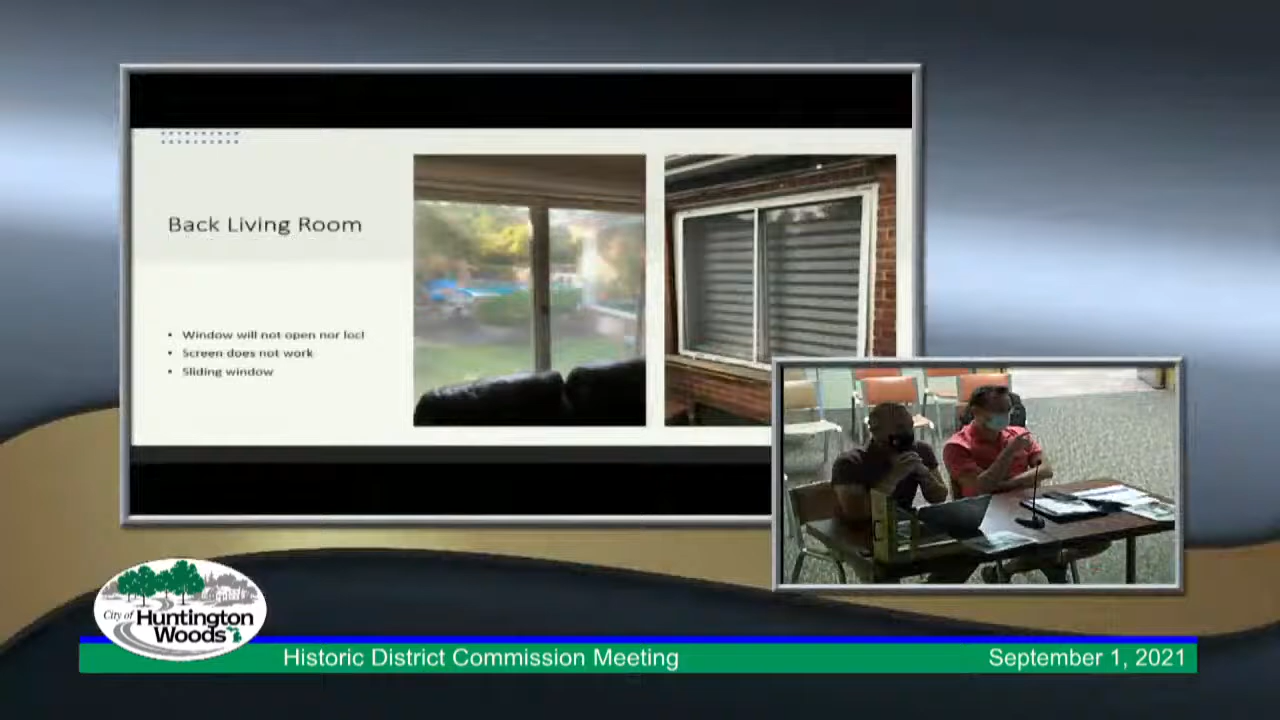 Back Living Room
• Window will not open nor lock
• Screen does not work
• Sliding window
City of
Huntington
Woods
Historic District Commission Meeting
September 1, 2021